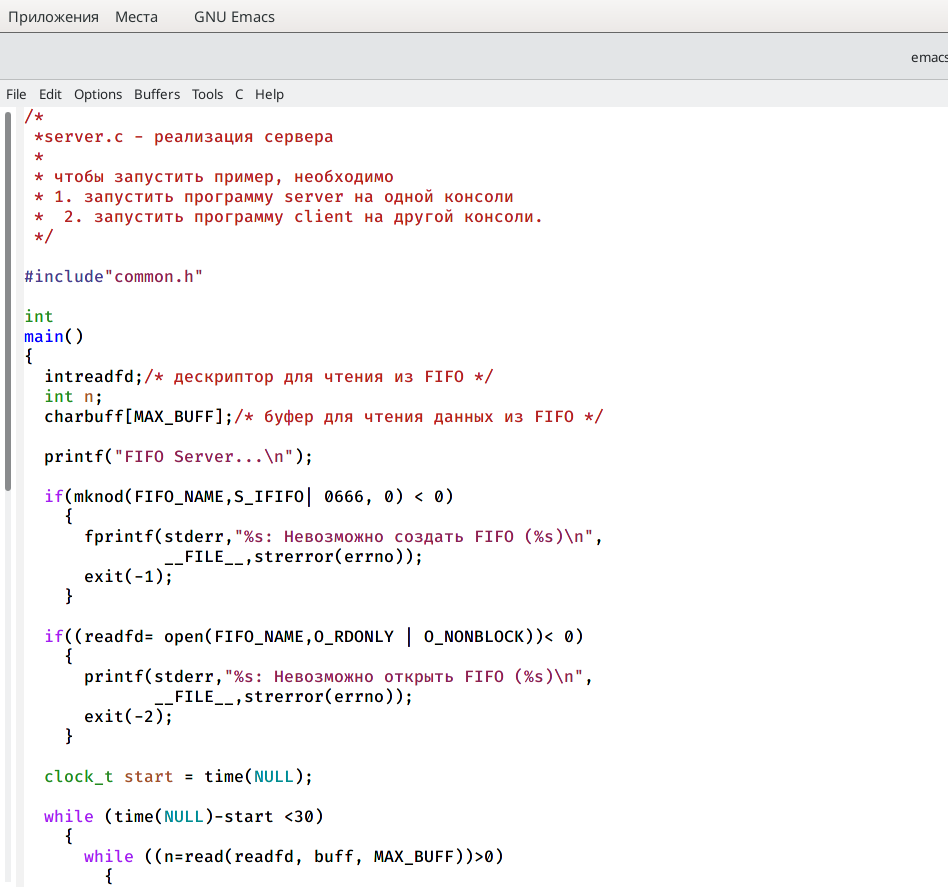 Приложения Места GNU Emacs
emacs
File Edit Options Buffers Tools C Help
/*
 *server.c - реализация сервера
 *
 * чтобы запустить пример, необходимо
 * 1. запустить программу server на одной консоли
 *  2. запустить программу client на другой консоли.
 */

#include"common.h"

int
main()
{
  intreadfd;/* дескриптор для чтения из FIFO */
  int n;
  charbuff[MAX_BUFF];/* буфер для чтения данных из FIFO */

  printf("FIFO Server...\n");

  if(mknod(FIFO_NAME,S_IFIFO| 0666, 0) < 0)
    {
      fprintf(stderr,"%s: Невозможно создать FIFO (%s)\n",
              __FILE__,strerror(errno));
      exit(-1);
    }

  if((readfd= open(FIFO_NAME,O_RDONLY | O_NONBLOCK))< 0)
    {
      printf(stderr,"%s: Невозможно открыть FIFO (%s)\n",
             __FILE__,strerror(errno));
      exit(-2);
    }

  clock_t start = time(NULL);

  while (time(NULL)-start <30)
    {
      while ((n=read(readfd, buff, MAX_BUFF))>0)
        {